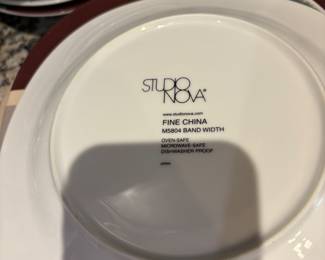 STUDIO
NOVA®
www.studionova.com
FINE CHINA
M5804 BAND WIDTH
OVEN-SAFE
MICROWAVE-SAFE
DISHWASHER PROOF